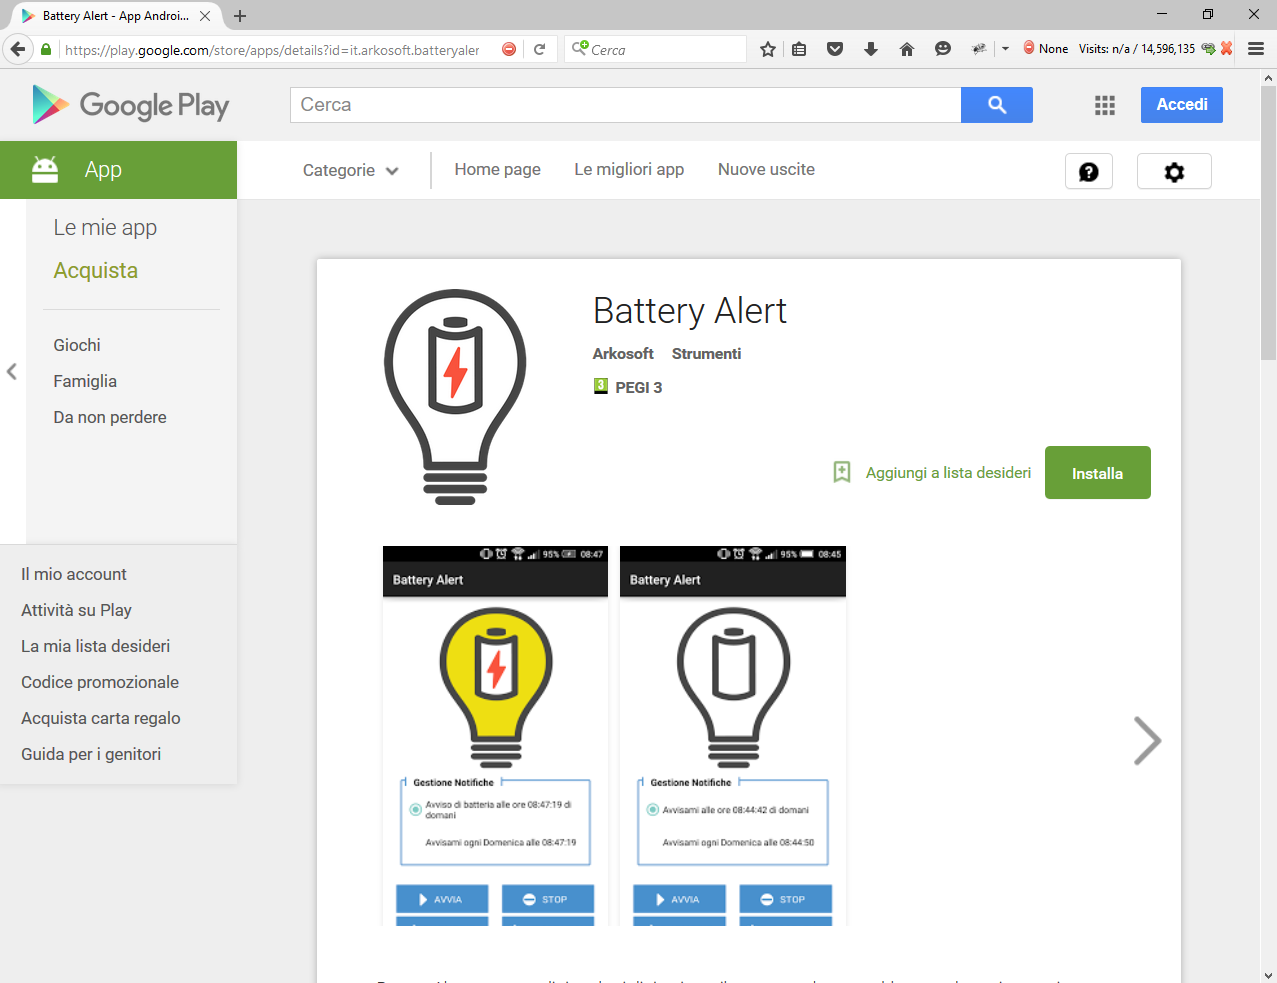 Battery Alert - App Androi...
https://play.google.com/store/apps/details?id=it.arkosoft.batteryaler
Cerca
None
Visits: n/a / 14,596,135
Google Play
Cerca
Accedi
App
Categorie
Home page
Le migliori app
Nuove uscite
Le mie app
Acquista
Giochi
Famiglia
Da non perdere
Il mio account
Attività su Play
La mia lista desideri
Codice promozionale
Acquista carta regalo
Guida per i genitori
Battery Alert
Arkosoft Strumenti
3 PEGI 3
Aggiungi a lista desideri
Installa
95% 08:47
Battery Alert
Gestione Notifiche
Avviso di batteria alle ore 08:47:19 di
domani
Avvisami ogni Domenica alle 08:47:19
AVVIA
STOP
95% 08:45
Battery Alert
Gestione Notifiche
Avvisami alle ore 08:44:42 di domani
Avvisami ogni Domenica alle 08:44:50
AVVIA
STOP